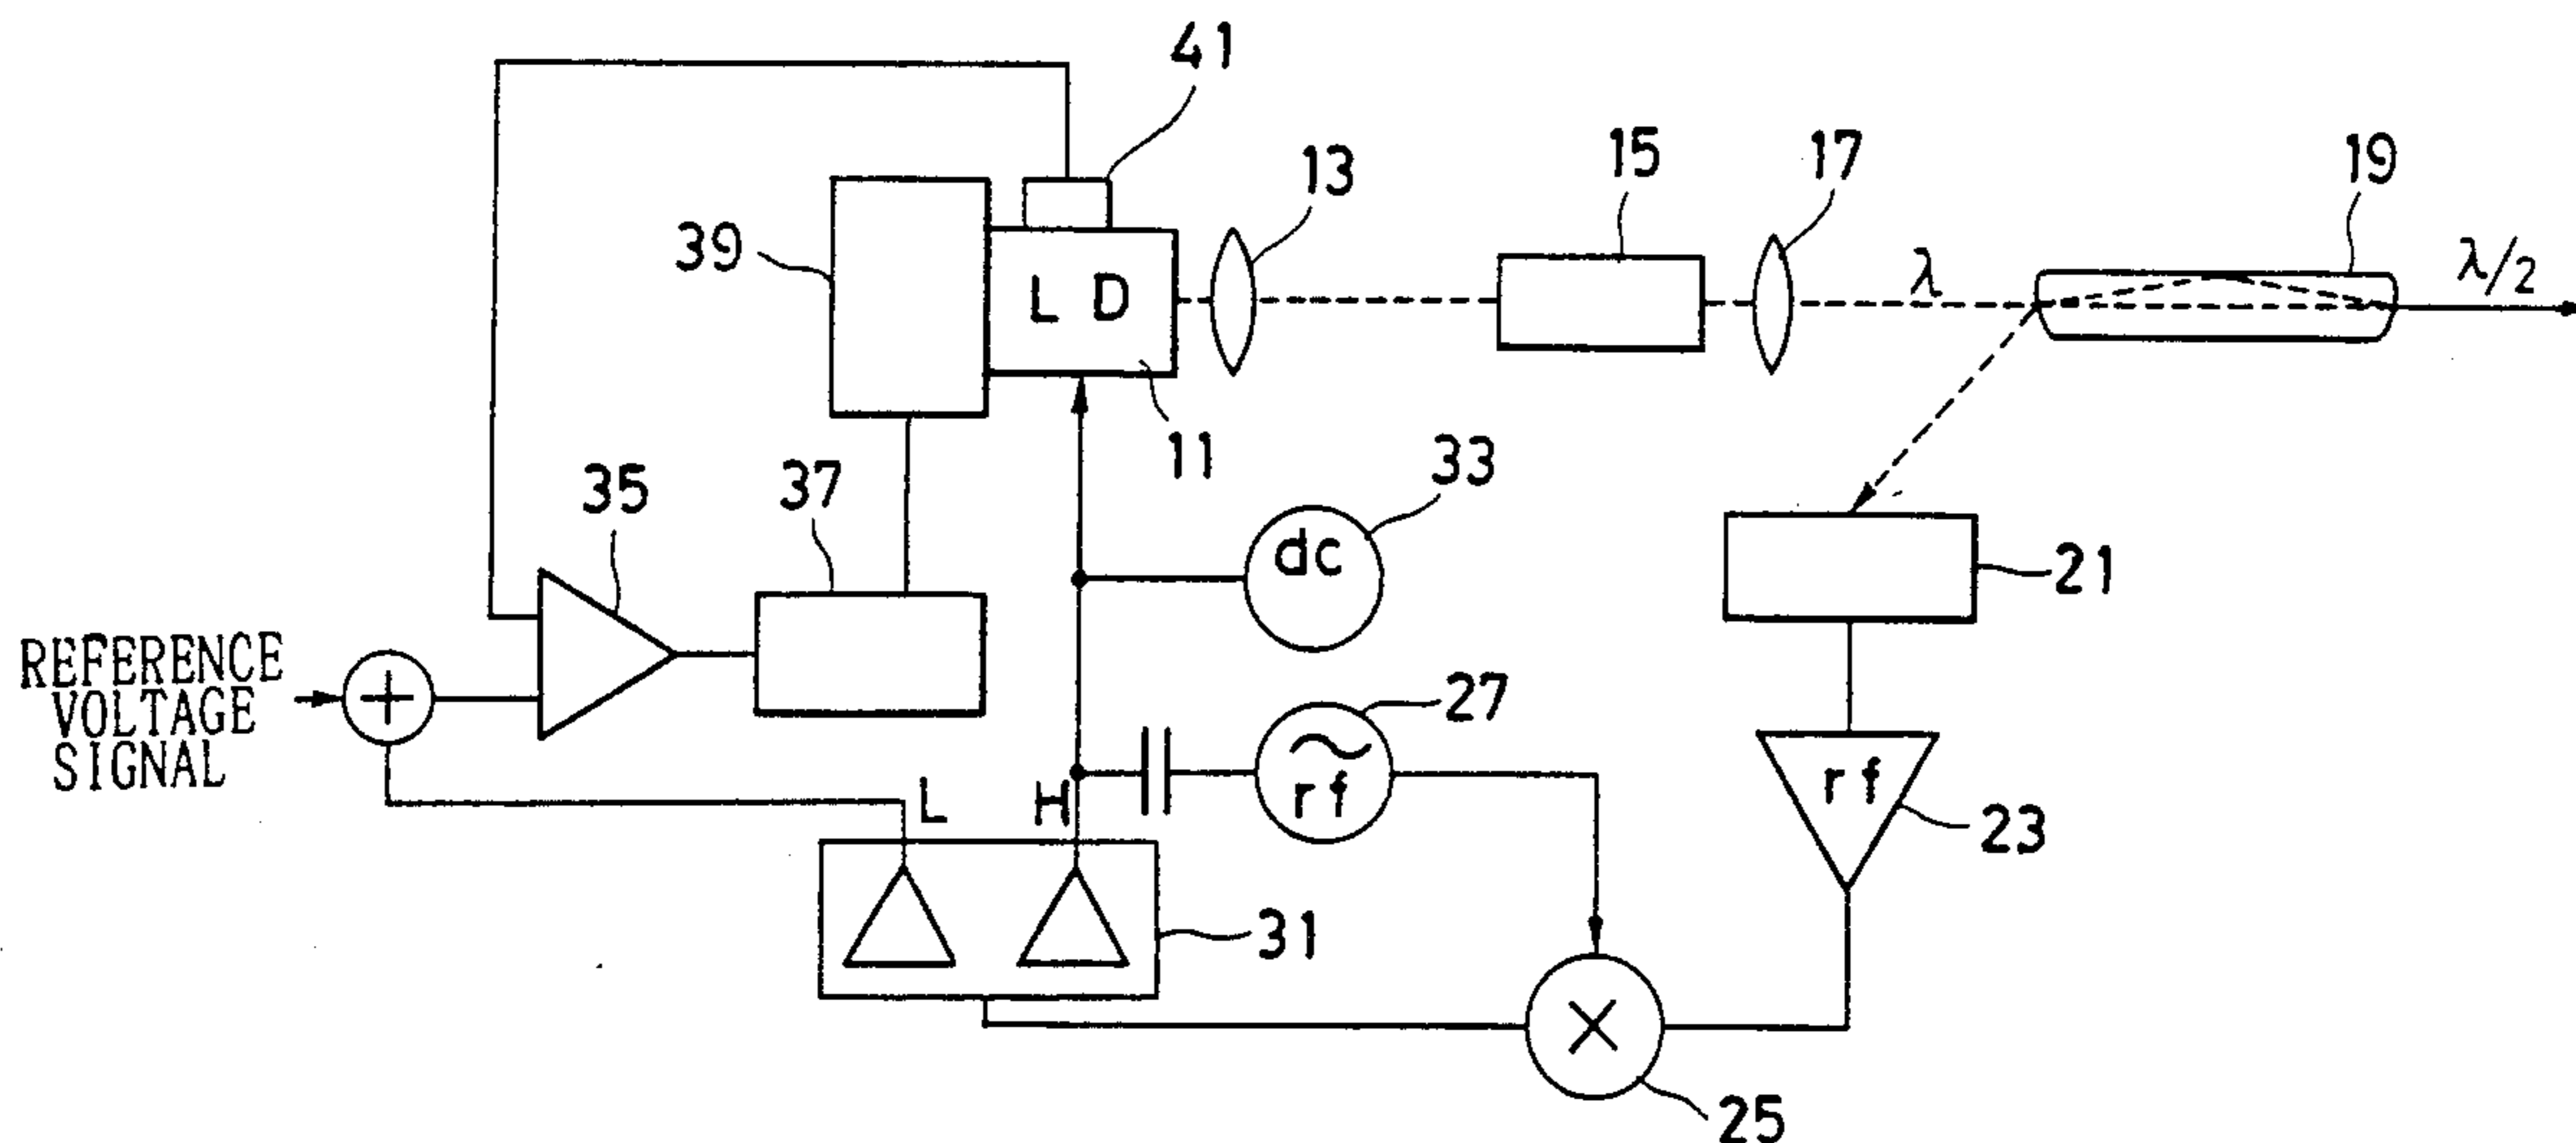 41
13
15
17
19
39
L D
λ
λ/2
11
33
35
37
dc
21
REFERENCE
VOLTAGE
SIGNAL
+
27
rf
rf
L
H
23
31
×
25